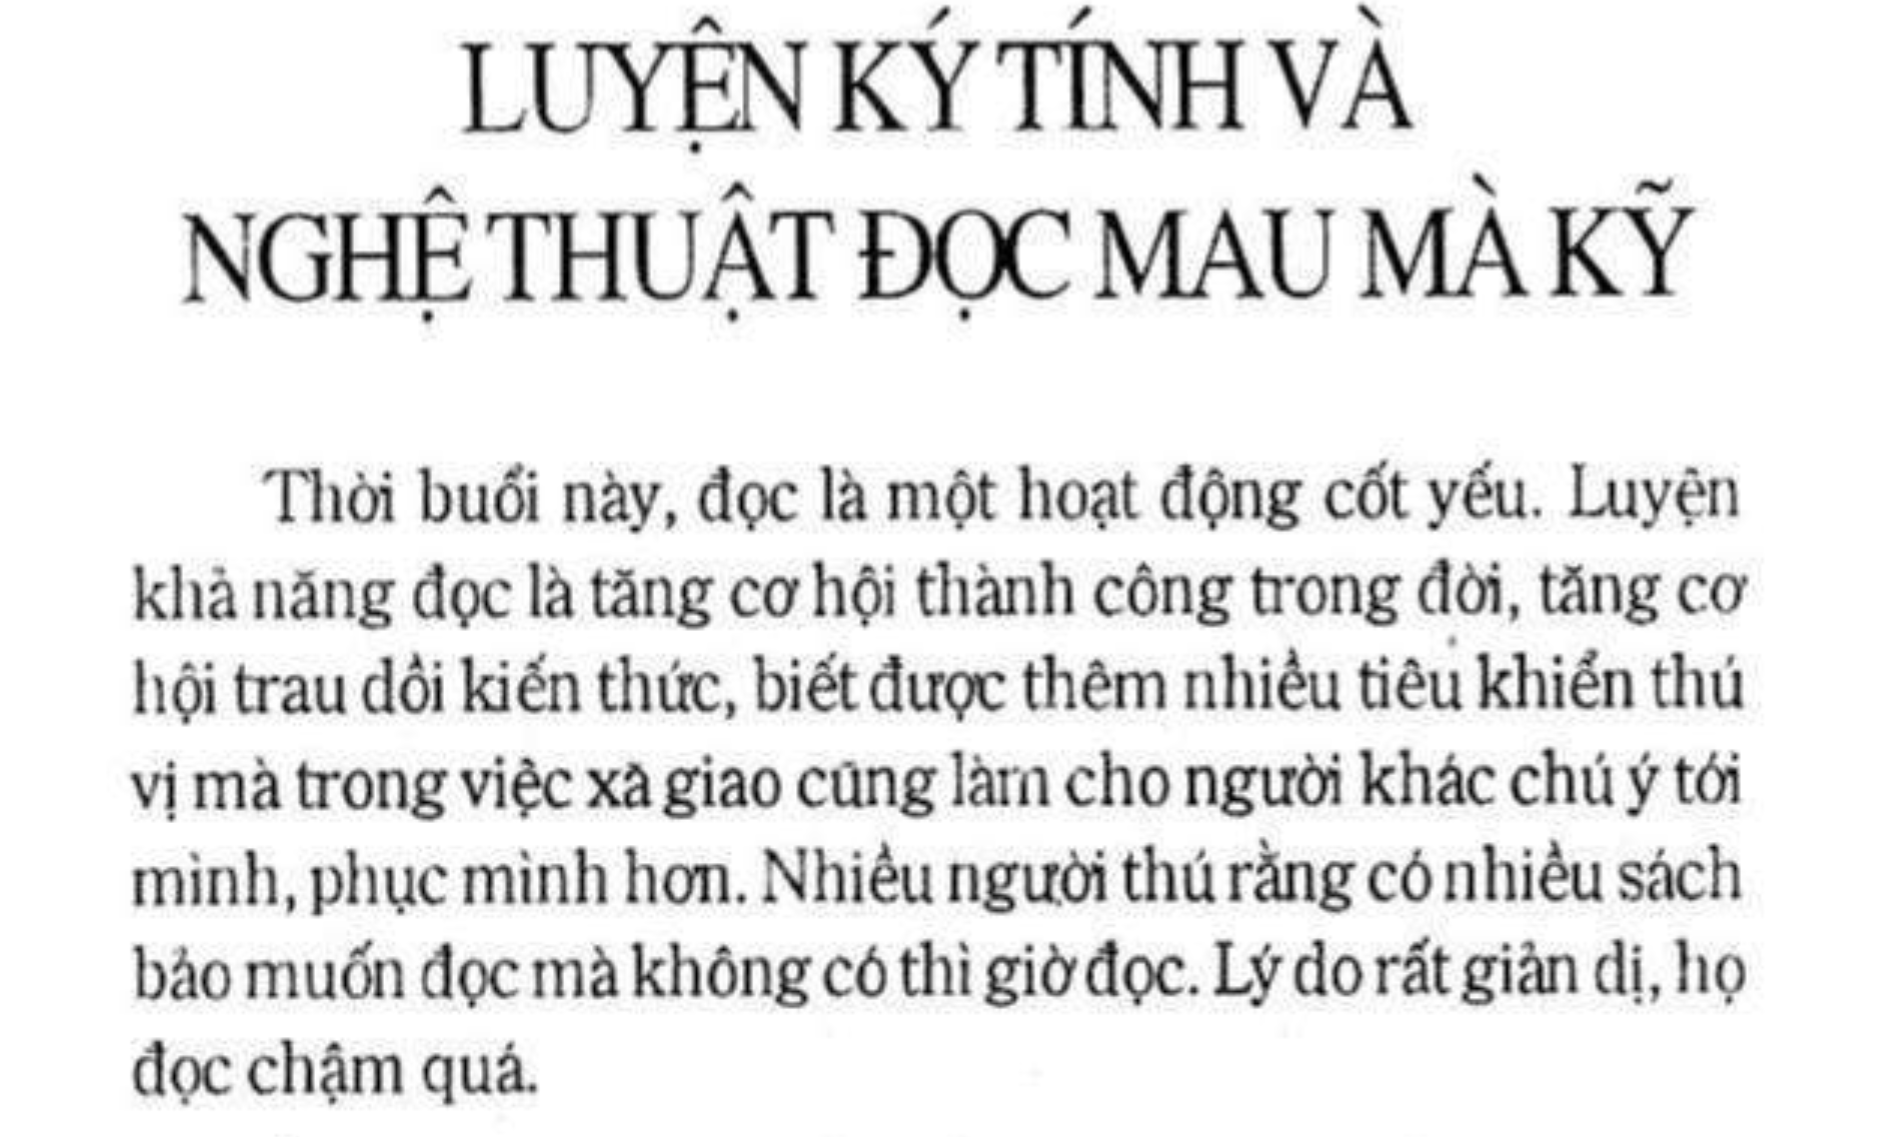 LUYỆN KÝ TÍNH VÀ
NGHỆ THUẬT ĐỌC MAU MÀ KỸ
Thời buổi này, đọc là một hoạt động cốt yếu. Luyện
khả năng đọc là tăng cơ hội thành công trong đời, tăng cơ
hội trau dồi kiến thức, biết được thêm nhiều tiêu khiển thú
vị mà trong việc xã giao cũng làm cho người khác chú ý tới
mình, phục mình hơn. Nhiều người thú rằng có nhiều sách
báo muốn đọc mà không có thì giờ đọc. Lý do rất giản dị, họ
đọc chậm quá.